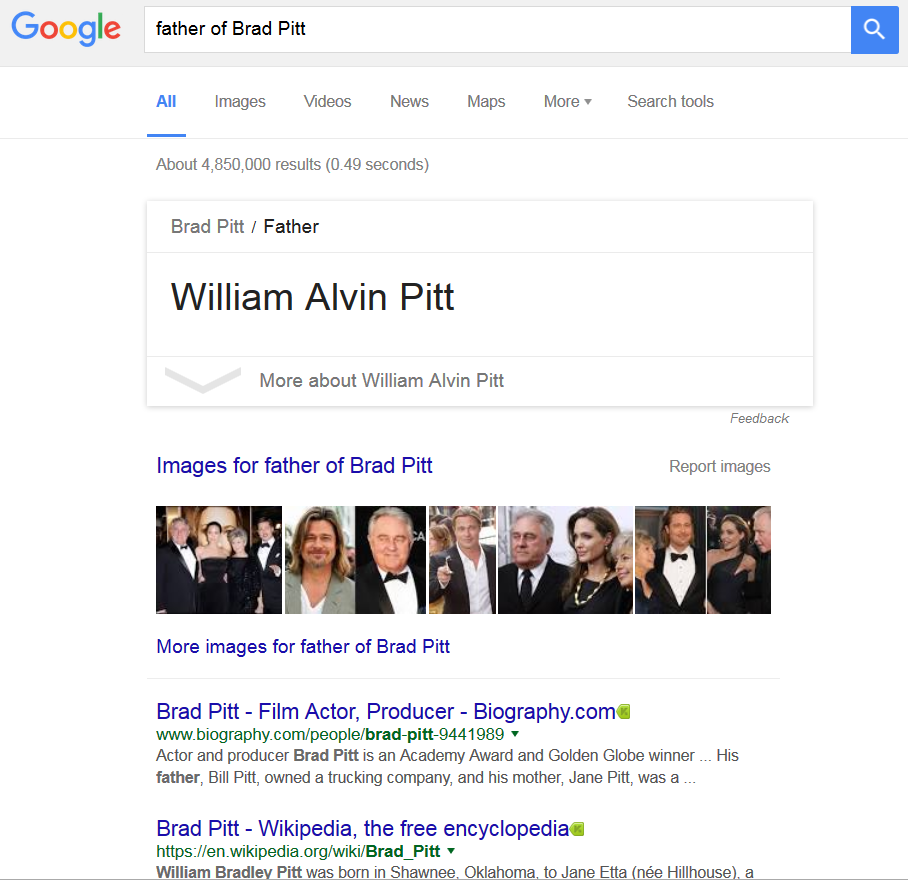 Google
father of Brad Pitt
All Images Videos News Maps More Search tools
About 4,850,000 results (0.49 seconds)
Brad Pitt / Father
William Alvin Pitt
More about William Alvin Pitt
Feedback
Images for father of Brad Pitt Report images
More images for father of Brad Pitt
Brad Pitt - Film Actor, Producer - Biography.com
www.biography.com/people/brad-pitt-9441989
Actor and producer Brad Pitt is an Academy Award and Golden Globe winner ... His
father, Bill Pitt, owned a trucking company, and his mother, Jane Pitt, was a ...
Brad Pitt - Wikipedia, the free encyclopedia
https://en.wikipedia.org/wiki/Brad_Pitt
William Bradley Pitt was born in Shawnee, Oklahoma, to Jane Etta (née Hillhouse), a